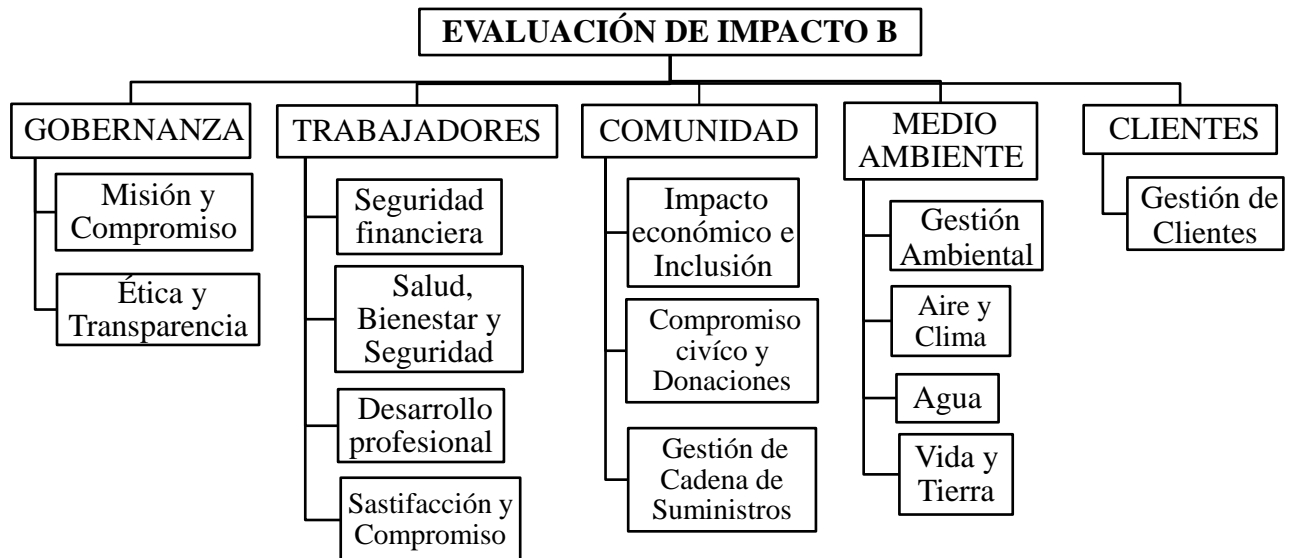 EVALUACIÓN DE IMPACTO B
GOBERNANZA
Misión y
Compromiso
Ética y
Transparencia
TRABAJADORES
Seguridad
financiera
Salud,
Bienestar y
Seguridad
Desarrollo
profesional
Sastifacción y
Compromiso
COMUNIDAD
Impacto
económico e
Inclusión
Compromiso
civíco y
Donaciones
Gestión de
Cadena de
Suministros
MEDIO
AMBIENTE
Gestión
Ambiental
Aire y
Clima
Agua
Vida y
Tierra
CLIENTES
Gestión de
Clientes